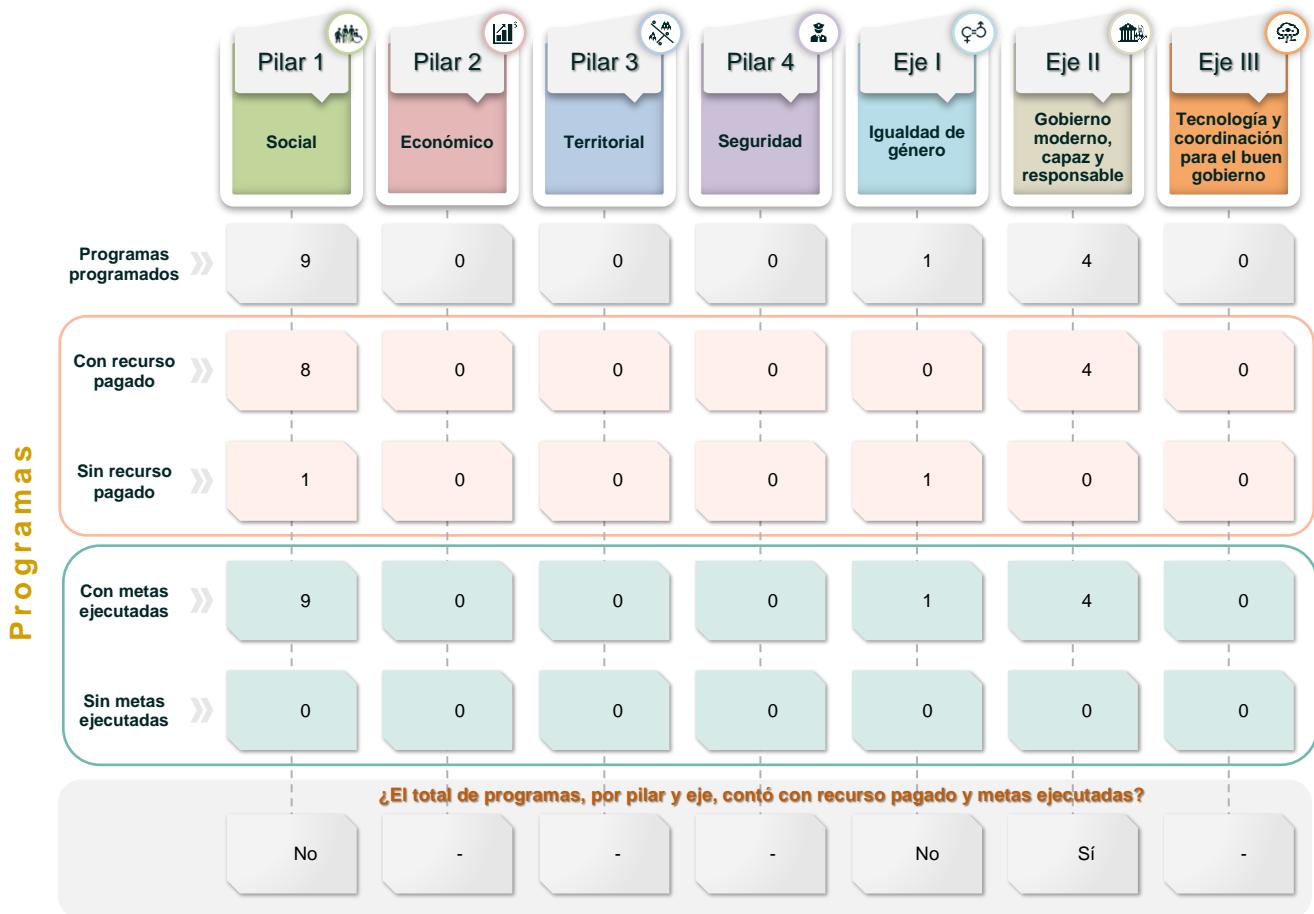 Pilar 1
Pilar 2
Pilar 3
Pilar 4
Eje I
Eje II
Eje III
Social
Económico
Territorial
Seguridad
Igualdad de
género
Gobierno
moderno,
capaz y
responsable
Tecnología y
coordinación
para el buen
gobierno
Programas
Programas
programados
9 0 0 0 1 4 0
Con recurso
pagado
8 0 0 0 0 4 0
Sin recurso
pagado
1 0 0 0 1 0 0
Con metas
ejecutadas
9 0 0 0 1 4 0
Sin metas
ejecutadas
0 0 0 0 0 0 0
¿El total de programas, por pilar y eje, contó con recurso pagado y metas ejecutadas?
No - - - No Sí -